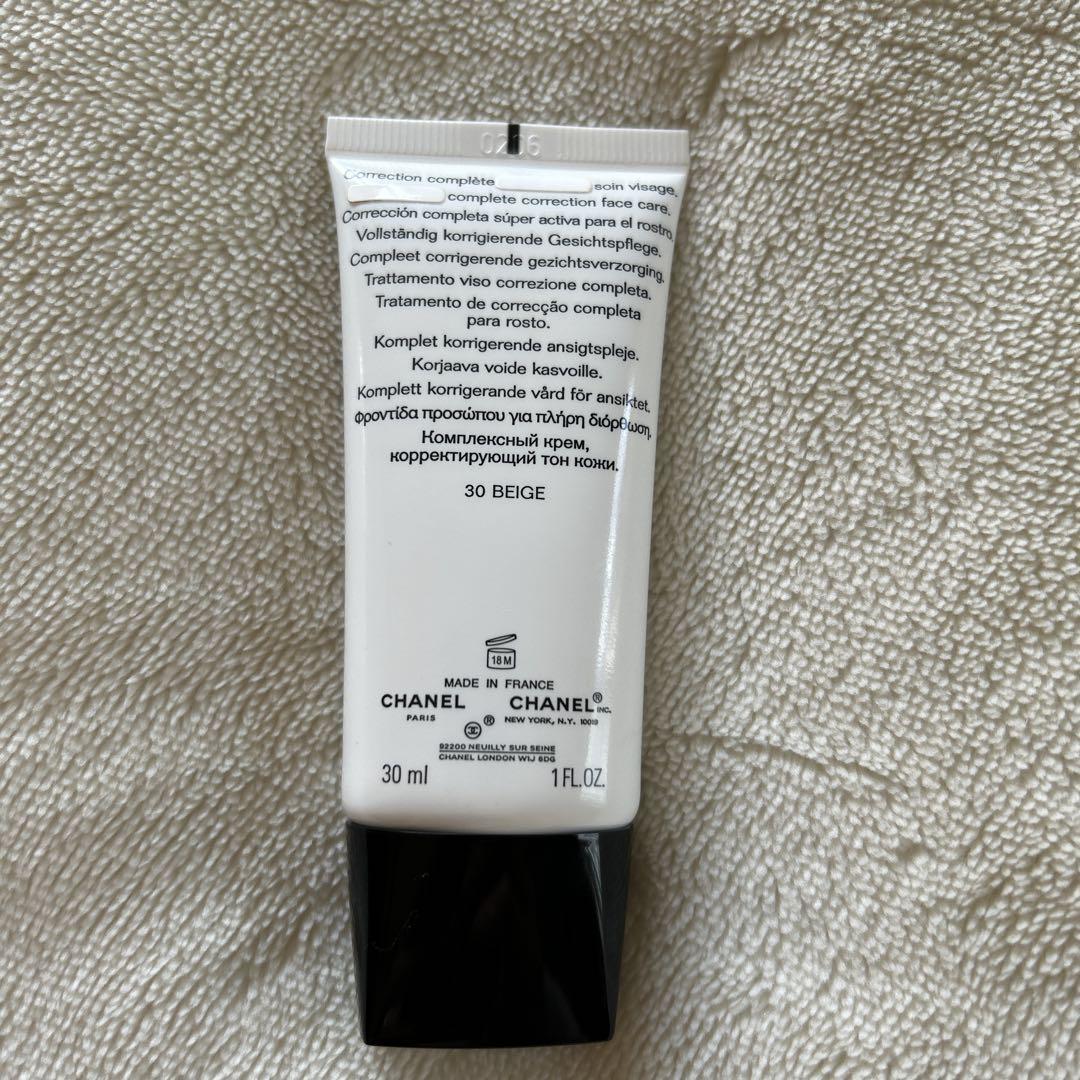 Correction complète soin visage.
complete correction face care.
Corrección completa súper activa para el rostro.
Vollständig korrigierende Gesichtspflege.
Compleet corrigerende gezichtsverzorging.
Trattamento viso correzione completa.
Tratamento de correcção completa
para rosto.
Komplet korrigerende ansigtspleje.
Korjaava voide kasvoille.
Komplett korrigerande vård för ansiktet.
Φροντίδα προσώπου για πλήρη διόρθωση.
Комплексный крем,
корректирующий тон кожи.
30 BEIGE
18 M
MADE IN FRANCE
CHANEL CHANEL® INC.
PARIS ® NEW YORK, N.Y. 10019
92200 NEUILLY SUR SEINE
CHANEL LONDON W1J 6DG
30 ml 1 FL.OZ.